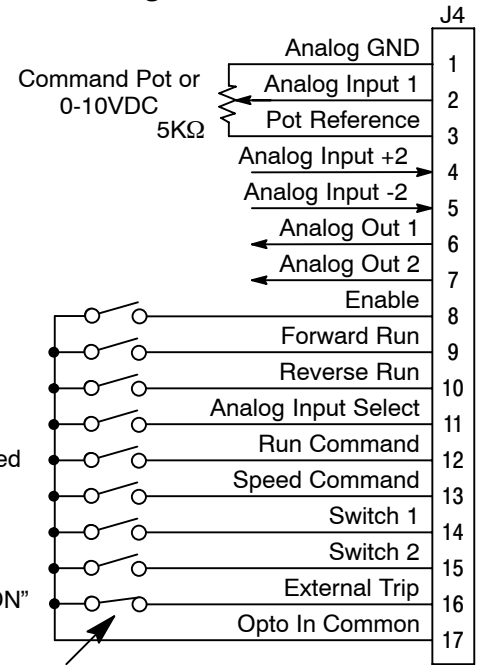 J4
Analog GND 1
Command Pot or
0-10VDC
5KΩ
Analog Input 1 2
Pot Reference 3
Analog Input +2 4
Analog Input -2 5
Analog Out 1 6
Analog Out 2 7
Enable 8
Forward Run 9
Reverse Run 10
Analog Input Select 11
ed
Run Command 12
Speed Command 13
Switch 1 14
Switch 2 15
ON”
External Trip 16
Opto In Common 17